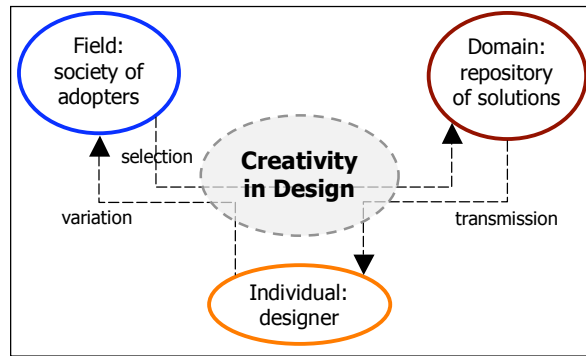 Field:
society of
adopters
Domain:
repository
of solutions
selection
Creativity
in Design
variation
transmission
Individual:
designer